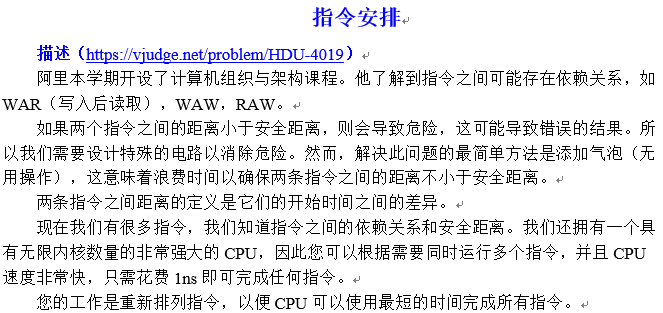 指令安排
描述（https://vjudge.net/problem/HDU-4019）
阿里本学期开设了计算机组织与架构课程。他了解到指令之间可能存在依赖关系，如
WAR（写入后读取），WAW，RAW。
如果两个指令之间的距离小于安全距离，则会导致危险，这可能导致错误的结果。所
以我们需要设计特殊的电路以消除危险。然而，解决此问题的最简单方法是添加气泡（无
用操作），这意味着浪费时间以确保两条指令之间的距离不小于安全距离。
两条指令之间距离的定义是它们的开始时间之间的差异。
现在我们有很多指令，我们知道指令之间的依赖关系和安全距离。我们还拥有一个具
有无限内核数量的非常强大的 CPU，因此您可以根据需要同时运行多个指令，并且 CPU
速度非常快，只需花费 1ns 即可完成任何指令。
您的工作是重新排列指令，以便 CPU 可以使用最短的时间完成所有指令。